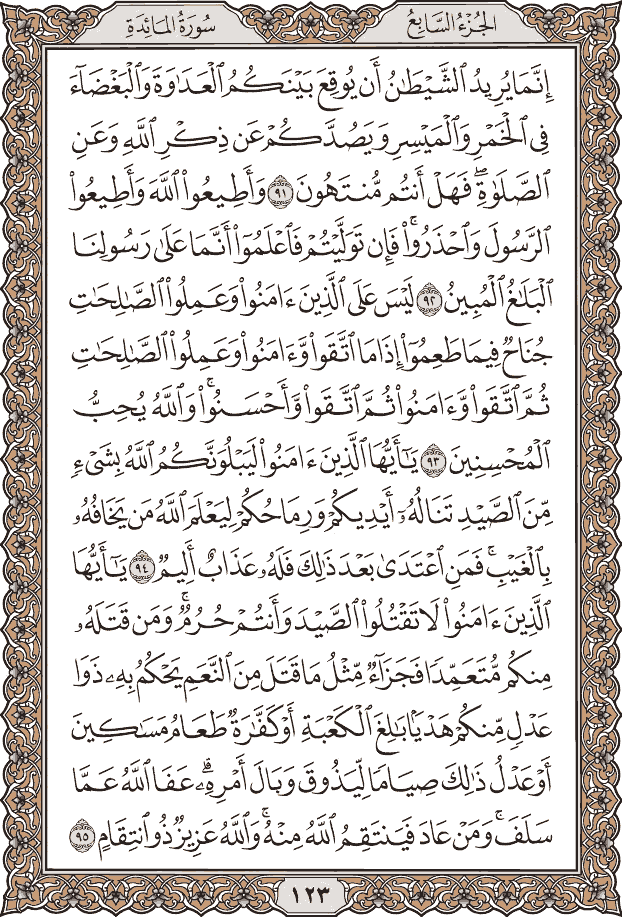 الجُزْءُ السَّابِعُ
سُورَةُ المَائِدَةِ
إِنَّمَا يُرِيدُ ٱلشَّيْطَٰنُ أَن يُوقِعَ بَيْنَكُمُ ٱلْعَدَٰوَةَ وَٱلْبَغْضَآءَ
فِى ٱلْخَمْرِ وَٱلْمَيْسِرِ وَيَصُدَّكُمْ عَن ذِكْرِ ٱللَّهِ وَعَنِ
ٱلصَّلَوٰةِ ۖ فَهَلْ أَنتُم مُّنتَهُونَ ٩١ وَأَطِيعُوا۟ ٱللَّهَ وَأَطِيعُوا۟
ٱلرَّسُولَ وَٱحْذَرُوا۟ ۚ فَإِن تَوَلَّيْتُمْ فَٱعْلَمُوٓا۟ أَنَّمَا عَلَىٰ رَسُولِنَا
ٱلْبَلَٰغُ ٱلْمُبِينُ ٩٢ لَيْسَ عَلَى ٱلَّذِينَ ءَامَنُوا۟ وَعَمِلُوا۟ ٱلصَّٰلِحَٰتِ
جُنَاحٌ فِيمَا طَعِمُوٓا۟ إِذَا مَا ٱتَّقَوا۟ وَّءَامَنُوا۟ وَعَمِلُوا۟ ٱلصَّٰلِحَٰتِ
ثُمَّ ٱتَّقَوا۟ وَّءَامَنُوا۟ ثُمَّ ٱتَّقَوا۟ وَّأَحْسَنُوا۟ ۗ وَٱللَّهُ يُحِبُّ
ٱلْمُحْسِنِينَ ٩٣ يَٰٓأَيُّهَا ٱلَّذِينَ ءَامَنُوا۟ لَيَبْلُوَنَّكُمُ ٱللَّهُ بِشَىْءٍ
مِّنَ ٱلصَّيْدِ تَنَالُهُۥٓ أَيْدِيكُمْ وَرِمَاحُكُمْ لِيَعْلَمَ ٱللَّهُ مَن يَخَافُهُۥ
بِٱلْغَيْبِ ۚ فَمَنِ ٱعْتَدَىٰ بَعْدَ ذَٰلِكَ فَلَهُۥ عَذَابٌ أَلِيمٌ ٩٤ يَٰٓأَيُّهَا
ٱلَّذِينَ ءَامَنُوا۟ لَا تَقْتُلُوا۟ ٱلصَّيْدَ وَأَنتُمْ حُرُمٌ ۚ وَمَن قَتَلَهُۥ
مِنكُم مُّتَعَمِّدًا فَجَزَآءٌ مِّثْلُ مَا قَتَلَ مِنَ ٱلنَّعَمِ يَحْكُمُ بِهِۦ ذَوَا
عَدْلٍ مِّنكُمْ هَدْيًۢا بَٰلِغَ ٱلْكَعْبَةِ أَوْ كَفَّٰرَةٌ طَعَامُ مَسَٰكِينَ
أَوْ عَدْلُ ذَٰلِكَ صِيَامًا لِّيَذُوقَ وَبَالَ أَمْرِهِۦ ۗ عَفَا ٱللَّهُ عَمَّا
سَلَفَ ۚ وَمَنْ عَادَ فَيَنتَقِمُ ٱللَّهُ مِنْهُ ۗ وَٱللَّهُ عَزِيزٌ ذُو ٱنتِقَامٍ ٩٥
١٢٣